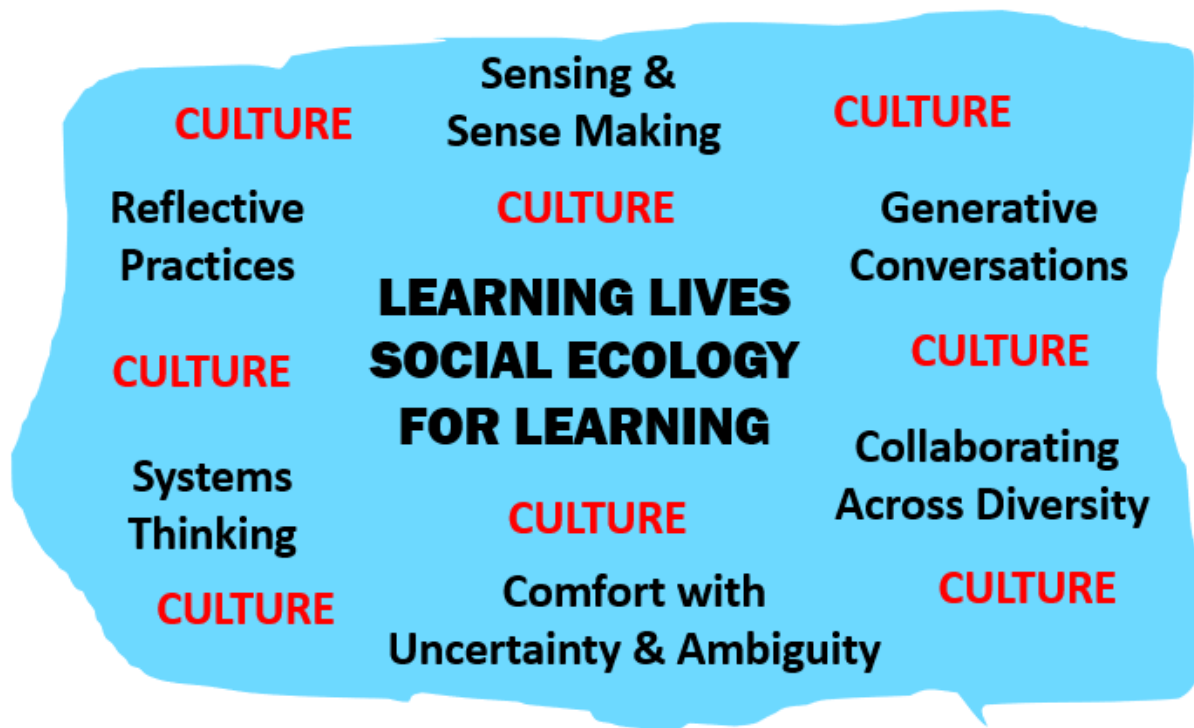 Sensing &
Sense Making
CULTURE
CULTURE
Reflective
Practices
CULTURE
Generative
Conversations
LEARNING LIVES
SOCIAL ECOLOGY
FOR LEARNING
CULTURE
CULTURE
Systems
Thinking
CULTURE
Collaborating
Across Diversity
CULTURE
Comfort with
Uncertainty & Ambiguity
CULTURE